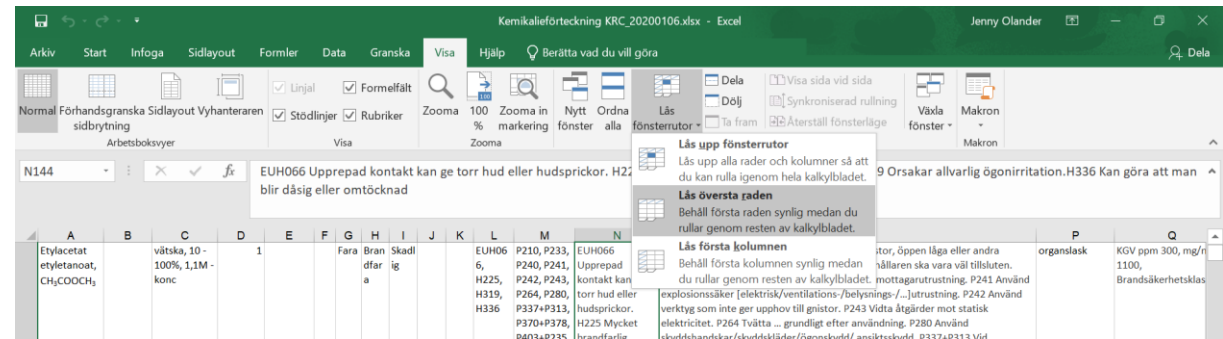 Kemikalieförteckning KRC_20200106.xlsx - Excel
Jenny Olander
Arkiv Start Infoga Sidlayout Formler Data Granska Visa Hjälp Berätta vad du vill göra Dela
Normal Förhandsgranska sidbrytning Sidlayout Vyhanteraren
Arbetsboksvyer
Linjal Formelfält
Stödlinjer Rubriker
Visa
Zooma 100 % Zooma in markering
Zooma
Nytt fönster Ordna alla Lås fönsterrutor
Dela
Dölj
Ta fram
Visa sida vid sida
Synkroniserad rullning
Återställ fönsterläge
Växla fönster
Makron
Makron
Lås upp fönsterrutor
Lås upp alla rader och kolumner så att
du kan rulla igenom hela kalkylbladet.
Lås översta raden
Behåll första raden synlig medan du
rullar genom resten av kalkylbladet.
Lås första kolumnen
Behåll första kolumnen synlig medan
du rullar genom resten av kalkylbladet.
N144
fx
EUH066 Upprepad kontakt kan ge torr hud eller hudsprickor. H22
9 Orsakar allvarlig ögonirritation.H336 Kan göra att man
blir dåsig eller omtöcknad
A B C D E F G H I J K L M N P Q
Etylacetat
etyletanoat,
CH₃COOCH₃
vätska, 10 -
100%, 1,1M -
konc
1
Fara
Bran
dfar
a
Skadl
ig
EUH06
6,
H225,
H319,
H336
P210, P233,
P240, P241,
P242, P243,
P264, P280,
P337+P313,
P370+P378,
P403+P235
EUH066
Upprepad
kontakt kan
torr hud eller
hudsprickor.
H225 Mycket
brandfarlig
stor, öppen låga eller andra
hållaren ska vara väl tillsluten.
mottagarutrustning. P241 Använd
explosionssäker [elektrisk/ventilations-/belysnings-/...]utrustning. P242 Använd
verktyg som inte ger upphov till gnistor. P243 Vidta åtgärder mot statisk
elektricitet. P264 Tvätta ... grundligt efter användning. P280 Använd
skyddshandskar/skyddskläder/ögonskydd/ ansiktsskydd. P337+P313 Vid
organslask
KGV ppm 300, mg/n
1100,
Brandsäkerhetsklas